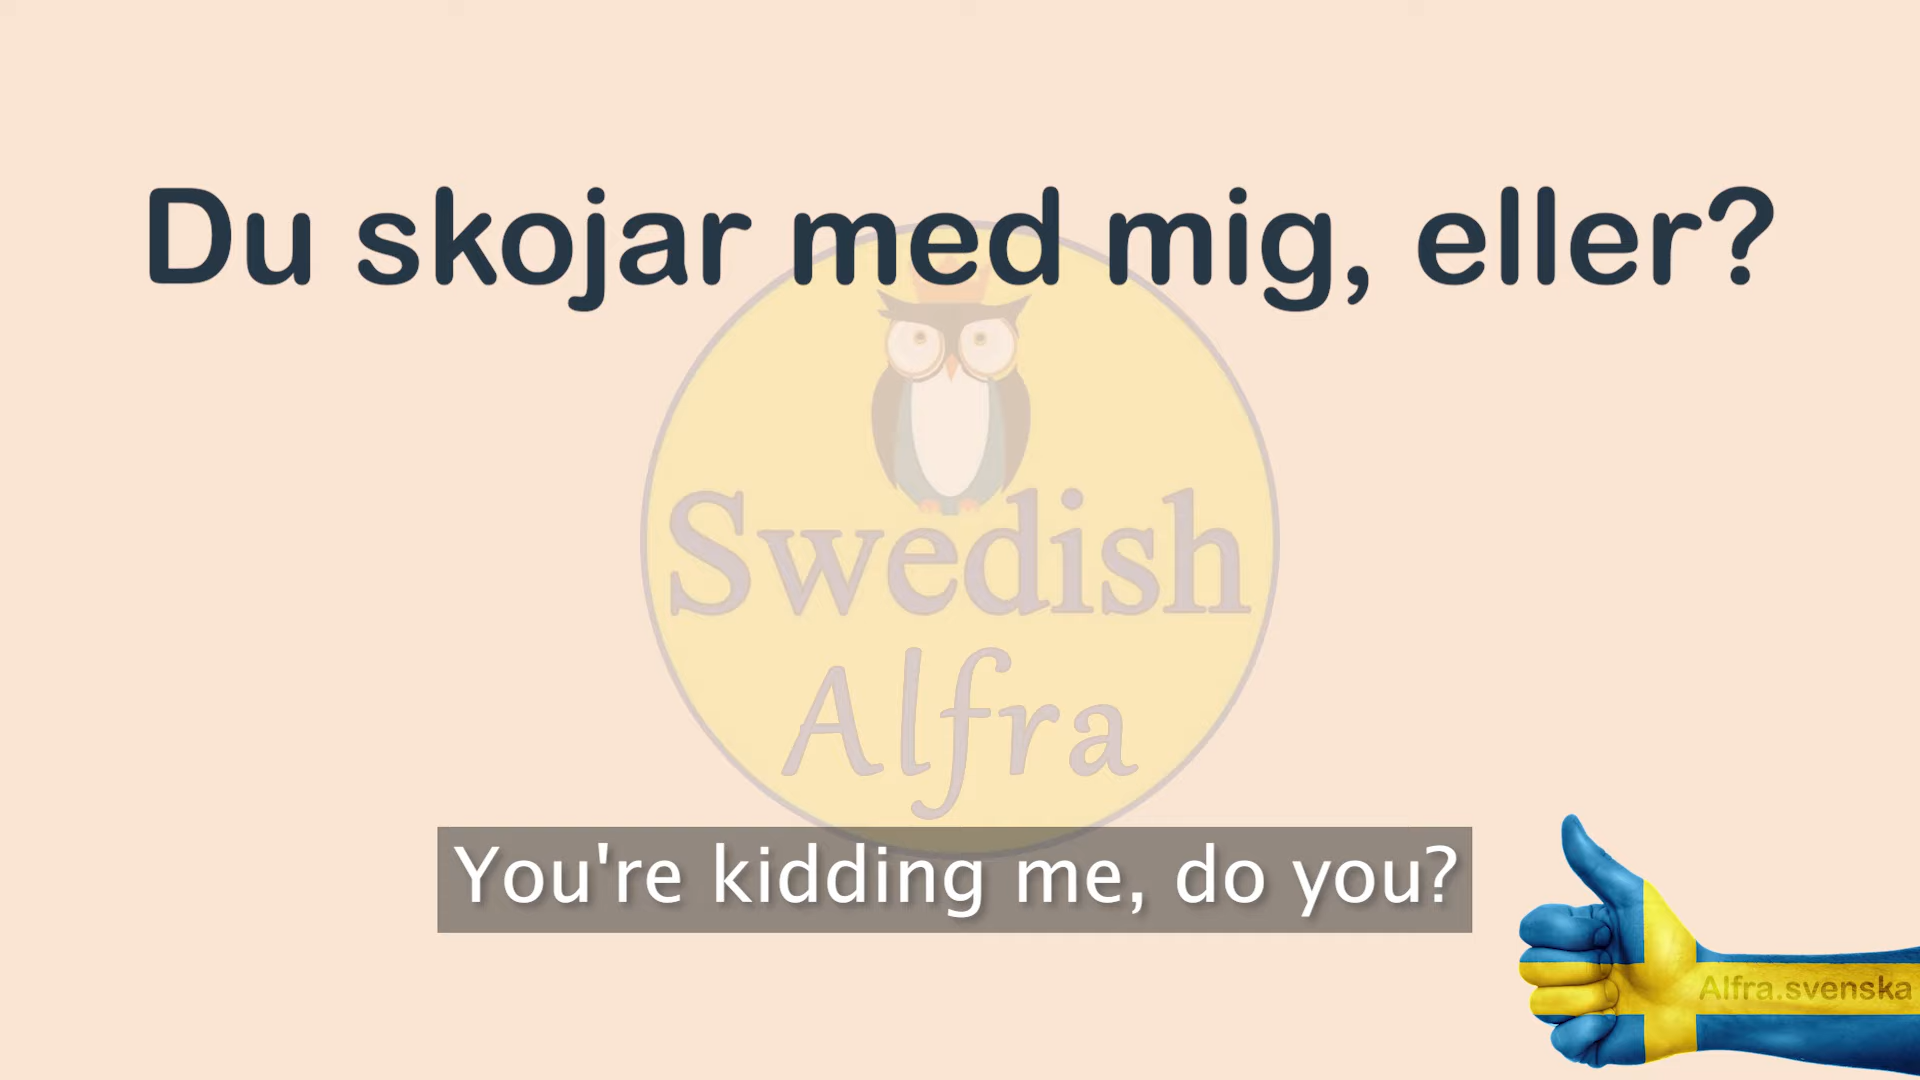 Du skojar med mig, eller?
Swedish
Alfra
You're kidding me, do you?
Alfra.svenska